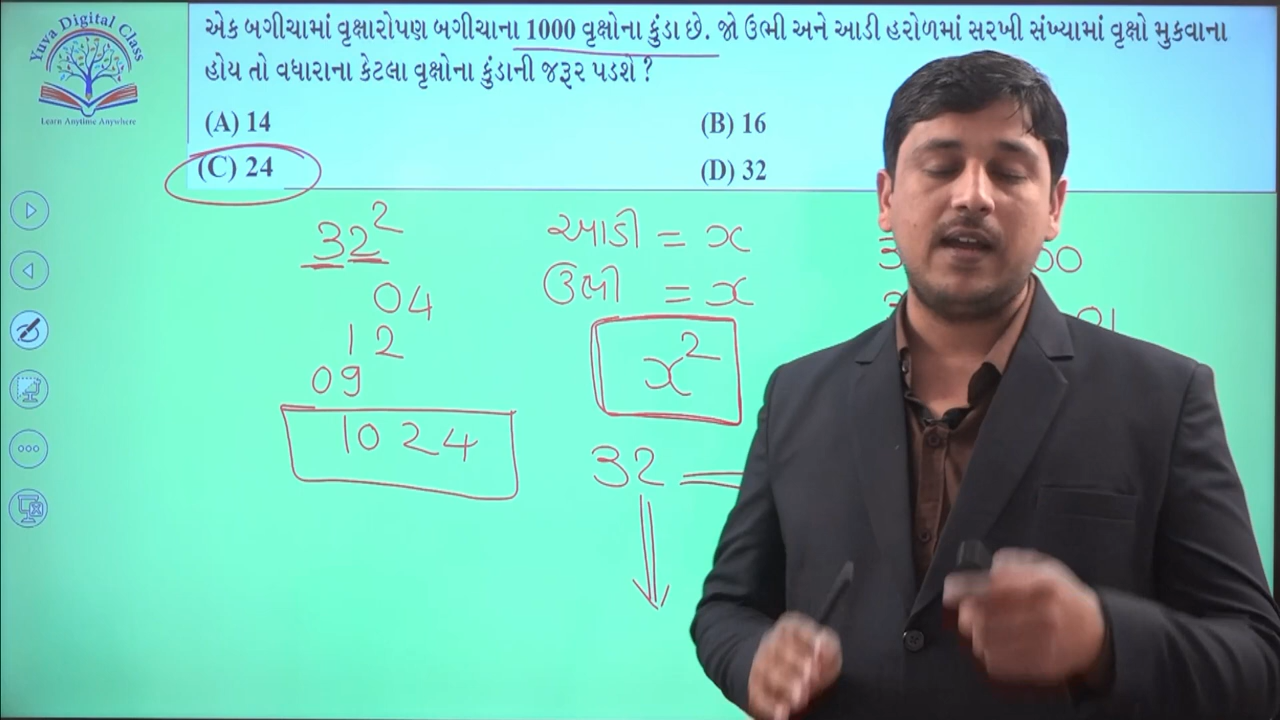 Yuva Digital Class
Learn Anytime Anywhere
એક બગીચામાં વૃક્ષારોપણ બગીચાના 1000 વૃક્ષોના કુંડા છે. જો ઉભી અને આડી હરોળમાં સરખી સંખ્યામાં વૃક્ષો મુકવાના
હોય તો વધારાના કેટલા વૃક્ષોના કુંડાની જરૂર પડશે ?
(A) 14
(B) 16
(C) 24
(D) 32
32²
04
12
09
1024
આડી = x
ઉભી = x
x²
32